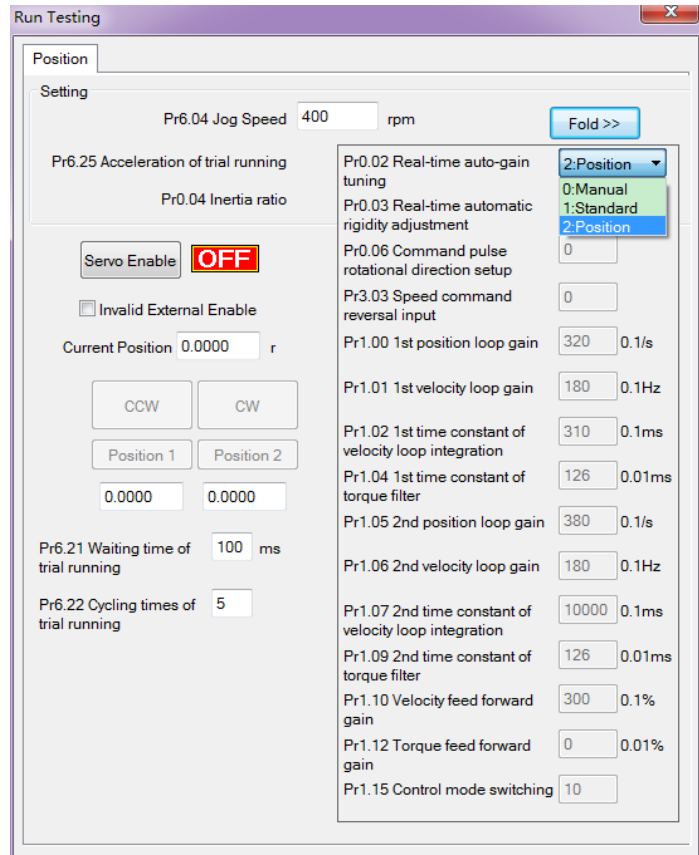 Run Testing
x
Position
Setting
Pr6.04 Jog Speed 400 rpm
Fold >>
Pr6.25 Acceleration of trial running
Pr0.04 Inertia ratio
Servo Enable OFF
Invalid External Enable
Current Position 0.0000 r
CCW CW
Position 1 Position 2
0.0000 0.0000
Pr6.21 Waiting time of 100 ms
trial running
Pr6.22 Cycling times of 5
trial running
Pr0.02 Real-time auto-gain 2:Position
tuning
0:Manual
1:Standard
2:Position
Pr0.03 Real-time automatic
rigidity adjustment
Pr0.06 Command pulse 0
rotational direction setup
Pr3.03 Speed command 0
reversal input
Pr1.00 1st position loop gain 320 0.1/s
Pr1.01 1st velocity loop gain 180 0.1Hz
Pr1.02 1st time constant of 310 0.1ms
velocity loop integration
Pr1.04 1st time constant of 126 0.01ms
torque filter
Pr1.05 2nd position loop gain 380 0.1/s
Pr1.06 2nd velocity loop gain 180 0.1Hz
Pr1.07 2nd time constant of 10000 0.1ms
velocity loop integration
Pr1.09 2nd time constant of 126 0.01ms
torque filter
Pr1.10 Velocity feed forward 300 0.1%
gain
Pr1.12 Torque feed forward 0 0.01%
gain
Pr1.15 Control mode switching 10